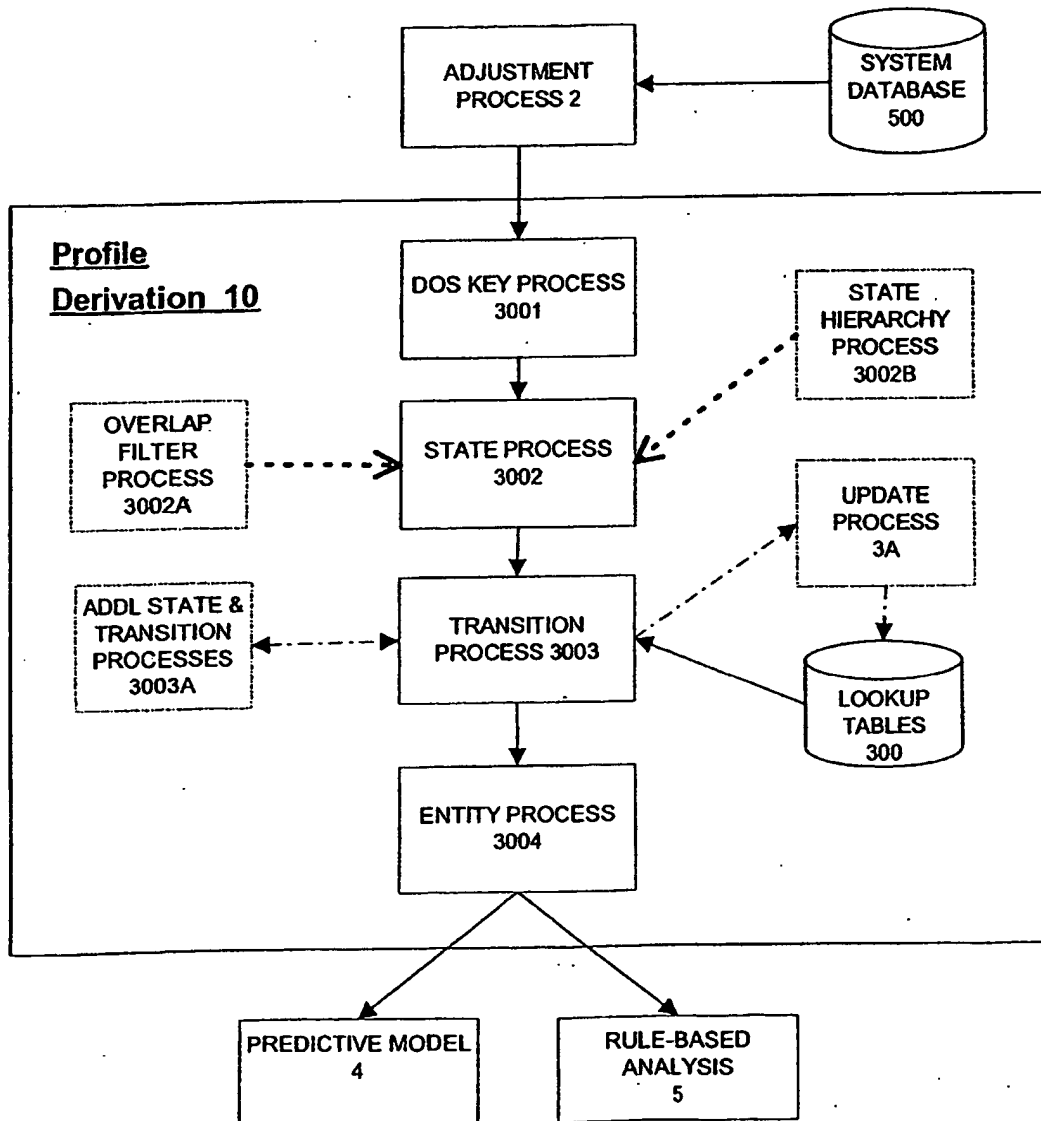 ADJUSTMENT
PROCESS 2
SYSTEM
DATABASE
500
Profile
Derivation 10
DOS KEY PROCESS
3001
STATE
HIERARCHY
PROCESS
3002B
OVERLAP
FILTER
PROCESS
3002A
STATE PROCESS
3002
UPDATE
PROCESS
3A
ADDL STATE &
TRANSITION
PROCESSES
3003A
TRANSITION
PROCESS 3003
LOOKUP
TABLES
300
ENTITY PROCESS
3004
PREDICTIVE MODEL
4
RULE-BASED
ANALYSIS
5